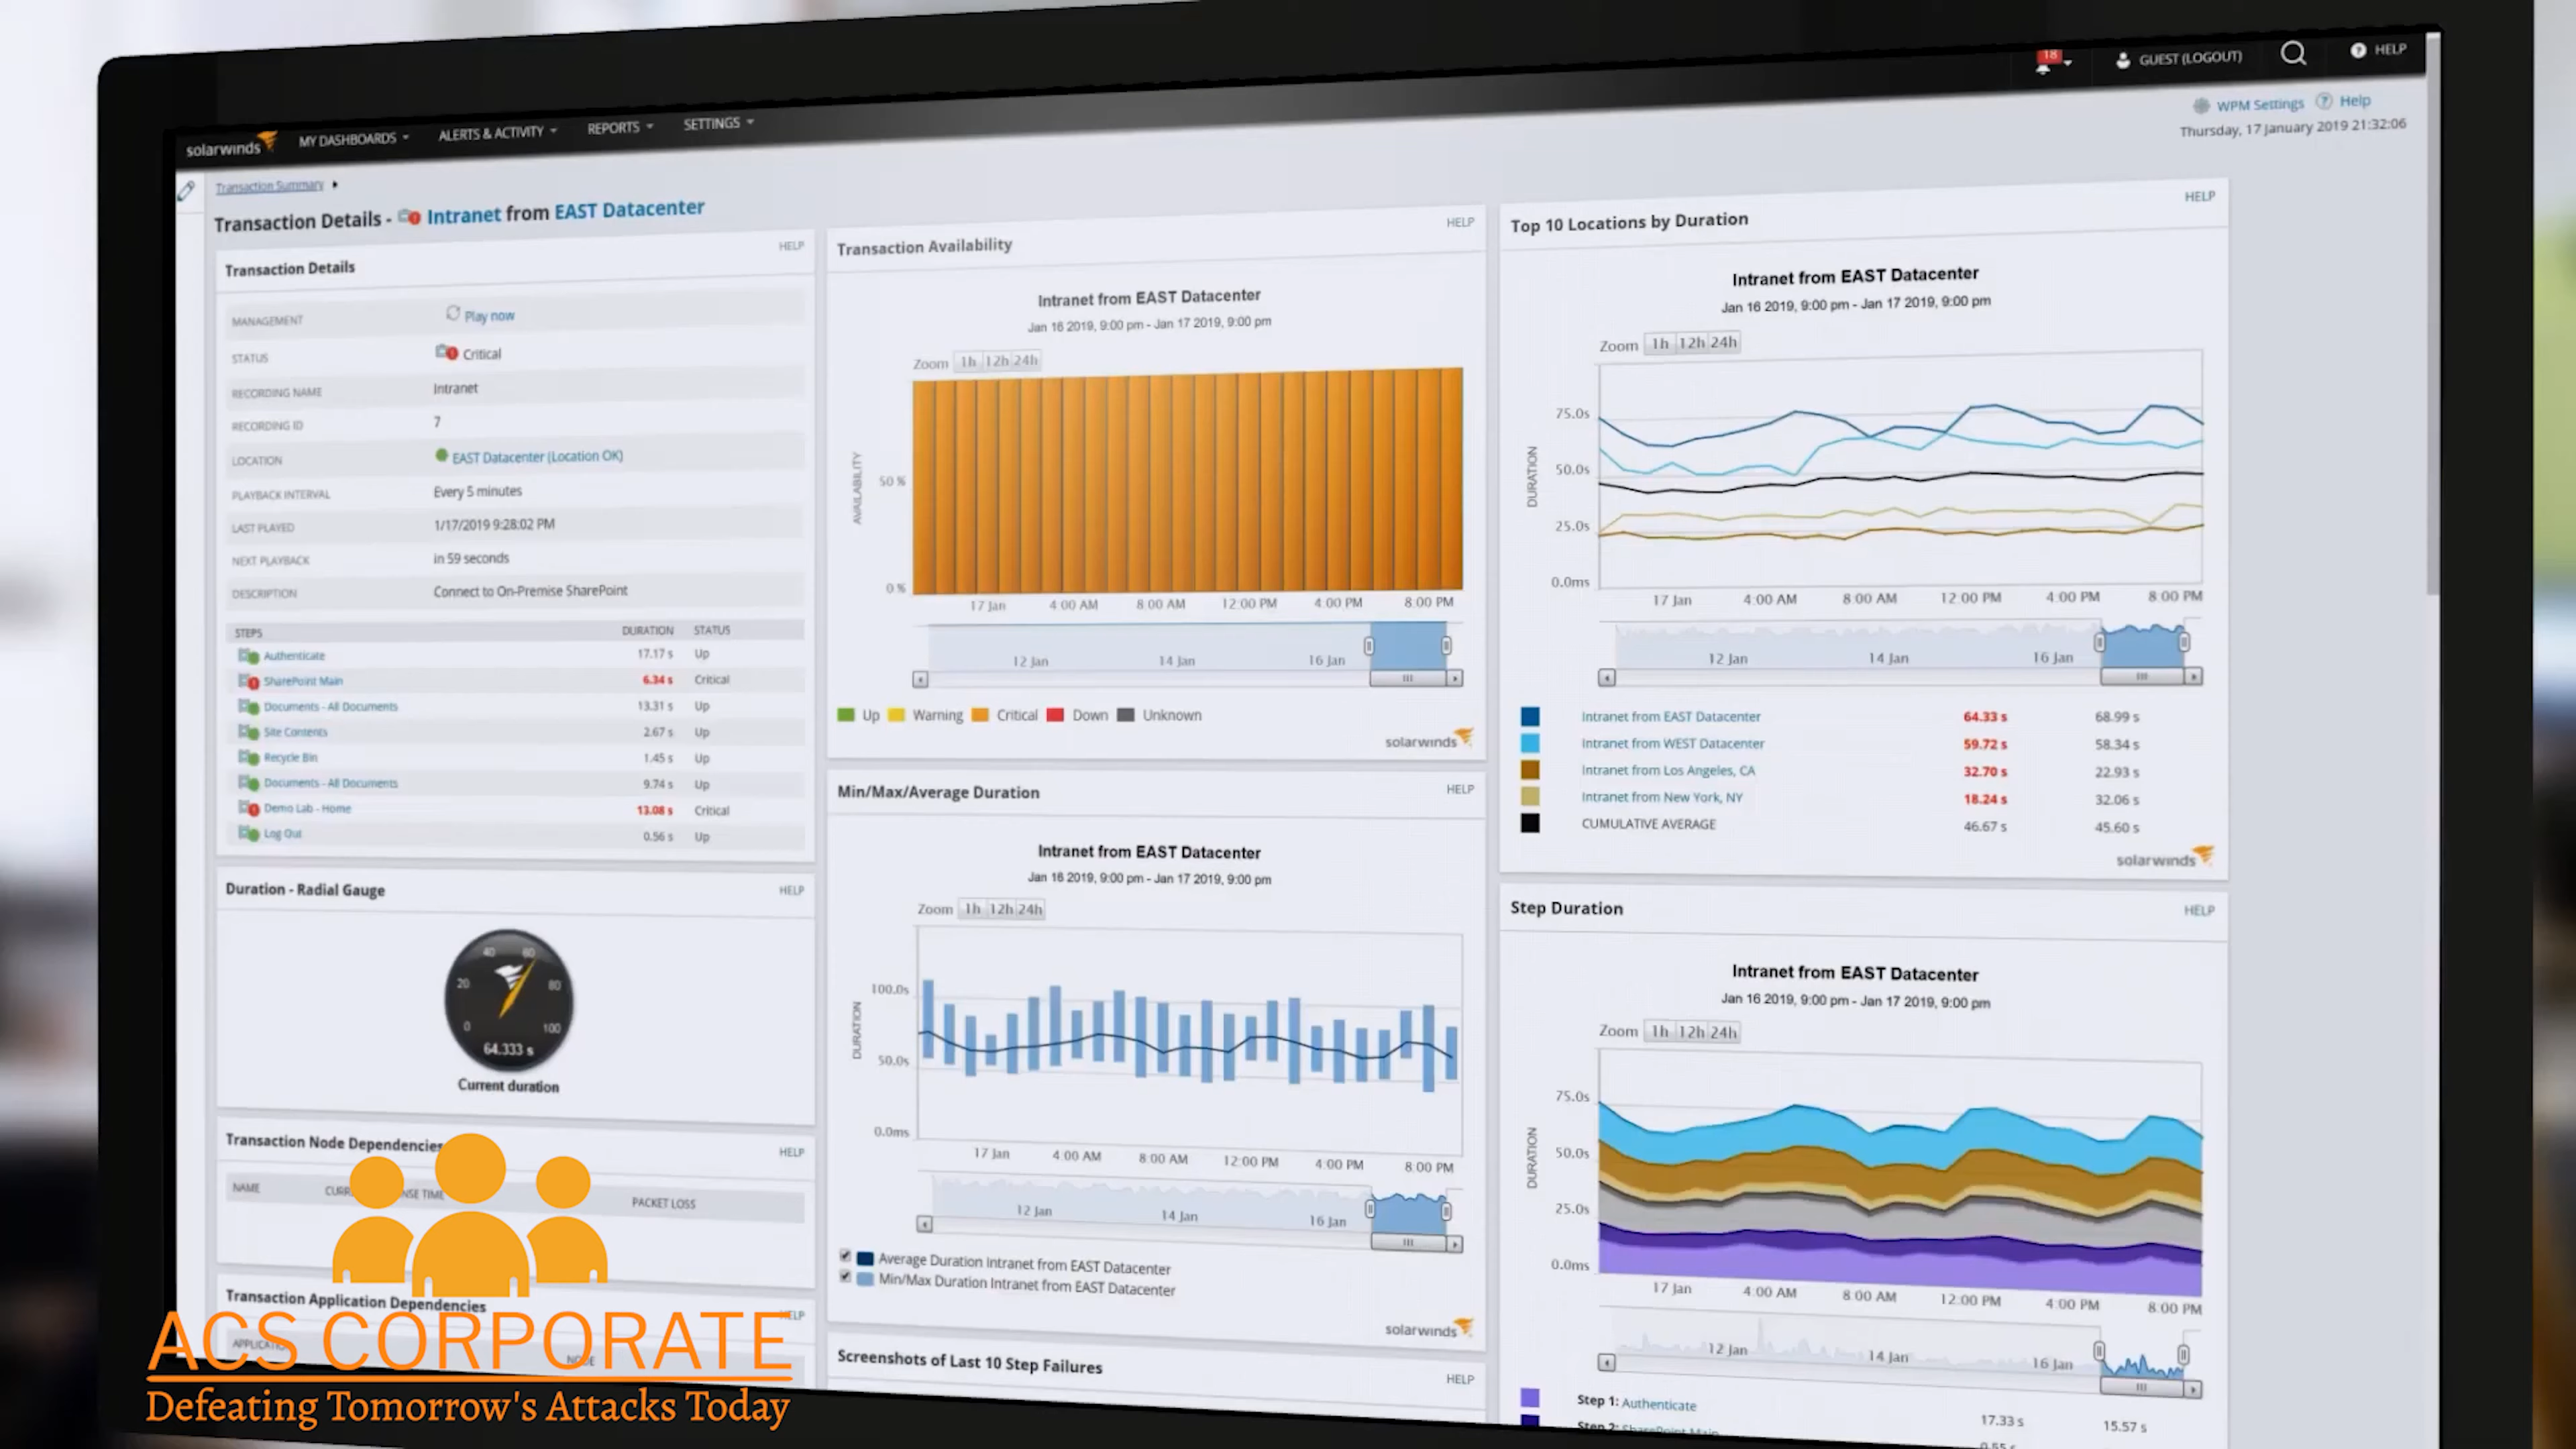 18
GUEST (LOGOUT)
HELP
solarwinds
MY DASHBOARDS
ALERTS & ACTIVITY
REPORTS
SETTINGS
WPM Settings
Help
Thursday, 17 January 2019 21:32:06
Transaction Summary
Transaction Details - Intranet from EAST Datacenter
Transaction Details
HELP
MANAGEMENT Play now
STATUS Critical
RECORDING NAME Intranet
RECORDING ID 7
LOCATION EAST Datacenter (Location OK)
PLAYBACK INTERVAL Every 5 minutes
LAST PLAYED 1/17/2019 9:28:02 PM
NEXT PLAYBACK in 59 seconds
DESCRIPTION Connect to On-Premise SharePoint
STEPS DURATION STATUS
Authenticate 17.17 s Up
SharePoint Main 6.34 s Critical
Documents - All Documents 13.31 s Up
Site Contents 2.67 s Up
Recycle Bin 1.45 s Up
Documents - All Documents 9.74 s Up
Demo Lab - Home 13.08 s Critical
Log Out 0.56 s Up
Duration - Radial Gauge
HELP
40 60
20 80
0 100
64.333 s
Current duration
Transaction Node Dependencies
HELP
NAME
PACKET LOSS
Transaction Application Dependencies
HELP
ACS CORPORATE
Defeating Tomorrow's Attacks Today
Transaction Availability
HELP
Intranet from EAST Datacenter
Jan 16 2019, 9:00 pm - Jan 17 2019, 9:00 pm
Zoom 1h 12h 24h
AVAILABILITY
50 %
0 %
17 Jan 4:00 AM 8:00 AM 12:00 PM 4:00 PM 8:00 PM
12 Jan 14 Jan 16 Jan
Up Warning Critical Down Unknown
solarwinds
Min/Max/Average Duration
HELP
Intranet from EAST Datacenter
Jan 16 2019, 9:00 pm - Jan 17 2019, 9:00 pm
Zoom 1h 12h 24h
DURATION
100.0s
50.0s
0.0ms
17 Jan 4:00 AM 8:00 AM 12:00 PM 4:00 PM 8:00 PM
12 Jan 14 Jan 16 Jan
Average Duration Intranet from EAST Datacenter
Min/Max Duration Intranet from EAST Datacenter
solarwinds
Screenshots of Last 10 Step Failures
HELP
Top 10 Locations by Duration
HELP
Intranet from EAST Datacenter
Jan 16 2019, 9:00 pm - Jan 17 2019, 9:00 pm
Zoom 1h 12h 24h
DURATION
75.0s
50.0s
25.0s
0.0ms
17 Jan 4:00 AM 8:00 AM 12:00 PM 4:00 PM 8:00 PM
12 Jan 14 Jan 16 Jan
Intranet from EAST Datacenter 64.33 s 68.99 s
Intranet from WEST Datacenter 59.72 s 58.34 s
Intranet from Los Angeles, CA 32.70 s 22.93 s
Intranet from New York, NY 18.24 s 32.06 s
CUMULATIVE AVERAGE 46.67 s 45.60 s
solarwinds
Step Duration
HELP
Intranet from EAST Datacenter
Jan 16 2019, 9:00 pm - Jan 17 2019, 9:00 pm
Zoom 1h 12h 24h
DURATION
75.0s
50.0s
25.0s
0.0ms
17 Jan 4:00 AM 8:00 AM 12:00 PM 4:00 PM 8:00 PM
12 Jan 14 Jan 16 Jan
Step 1: Authenticate 17.33 s 15.57 s
Step 2: SharePoint Main